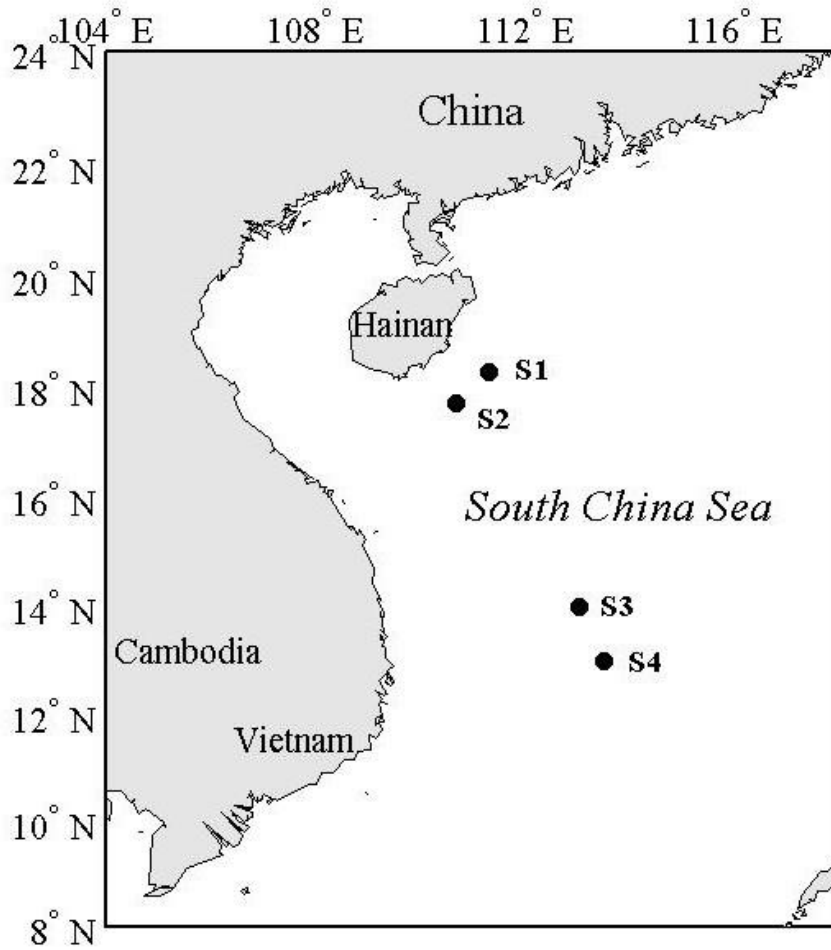 104° E 108° E 112° E 116° E
24° N
China
22° N
20° N
Hainan
S1
18° N
S2
16° N
South China Sea
14° N
S3
Cambodia
S4
12° N
Vietnam
10° N
8° N